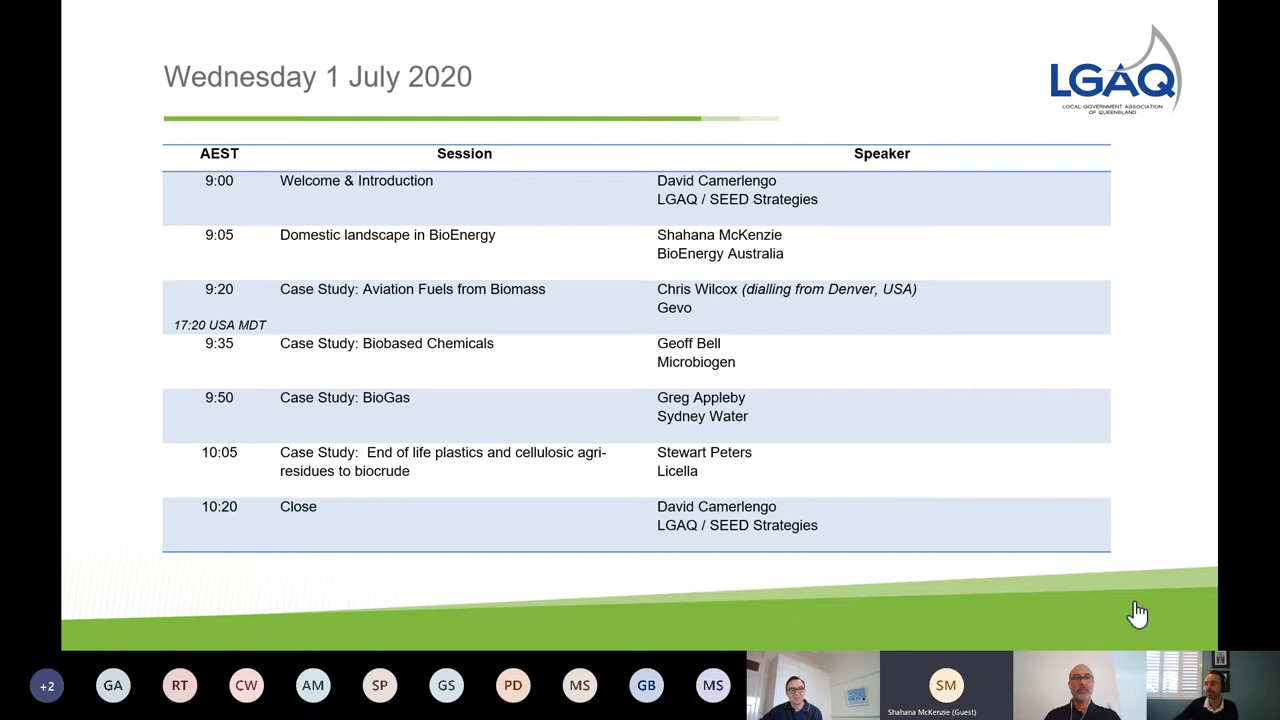 Wednesday 1 July 2020
LGAQ
LOCAL GOVERNMENT ASSOCIATION
OF QUEENSLAND
AEST Session Speaker
9:00 Welcome & Introduction David Camerlengo
LGAQ / SEED Strategies
9:05 Domestic landscape in BioEnergy Shahana McKenzie
BioEnergy Australia
9:20 Case Study: Aviation Fuels from Biomass Chris Wilcox (dialling from Denver, USA)
Gevo
17:20 USA MDT
9:35 Case Study: Biobased Chemicals Geoff Bell
Microbiogen
9:50 Case Study: BioGas Greg Appleby
Sydney Water
10:05 Case Study: End of life plastics and cellulosic agri- Stewart Peters
residues to biocrude Licella
10:20 Close David Camerlengo
LGAQ / SEED Strategies
+2 GA RT CW AM SP GS PD MS GB MS SM
Shahana McKenzie (Guest)